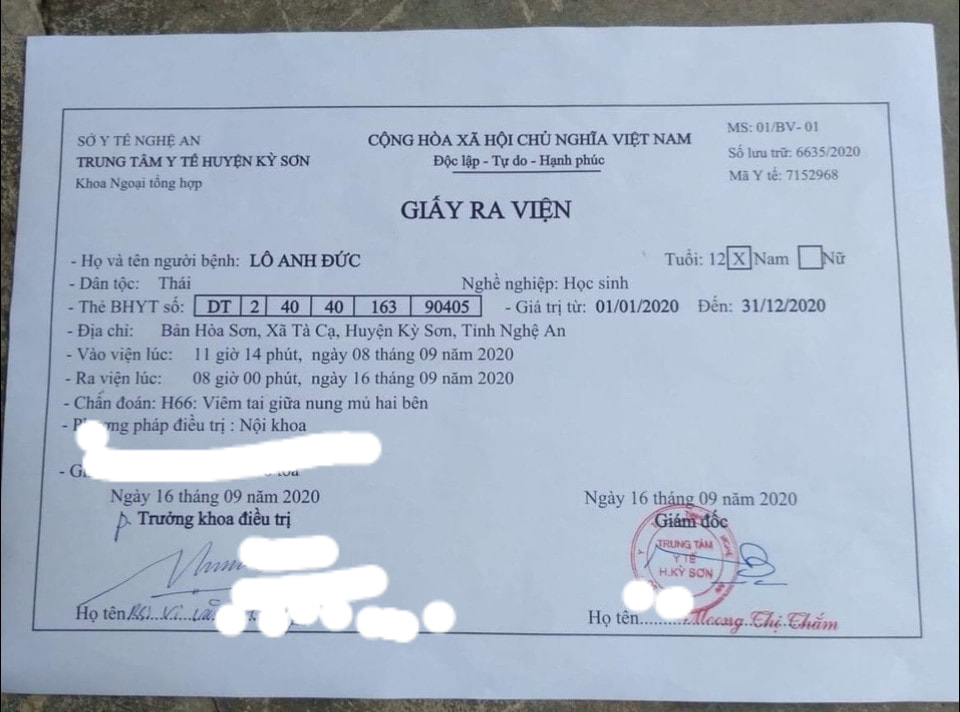 SỞ Y TẾ NGHỆ AN
TRUNG TÂM Y TẾ HUYỆN KỲ SƠN
Khoa Ngoại tổng hợp
CỘNG HÒA XÃ HỘI CHỦ NGHĨA VIỆT NAM
Độc lập - Tự do - Hạnh phúc
MS: 01/BV- 01
Số lưu trữ: 6635/2020
Mã Y tế: 7152968
GIẤY RA VIỆN
- Họ và tên người bệnh: LÔ ANH ĐỨC Tuổi: 12 X Nam Nữ
- Dân tộc: Thái Nghề nghiệp: Học sinh
- Thẻ BHYT số: DT 2 40 40 163 90405 - Giá trị từ: 01/01/2020 Đến: 31/12/2020
- Địa chỉ: Bản Hòa Sơn, Xã Tà Cạ, Huyện Kỳ Sơn, Tỉnh Nghệ An
- Vào viện lúc: 11 giờ 14 phút, ngày 08 tháng 09 năm 2020
- Ra viện lúc: 08 giờ 00 phút, ngày 16 tháng 09 năm 2020
- Chẩn đoán: H66: Viêm tai giữa nung mủ hai bên
- pháp điều trị : Nội khoa
Ngày 16 tháng 09 năm 2020
Trưởng khoa điều trị
Họ tên
Ngày 16 tháng 09 năm 2020
Giám đốc
TRUNG TÂM
Y TẾ
H.KỲ SƠN
Họ tên.......... Moong Thị Thắm